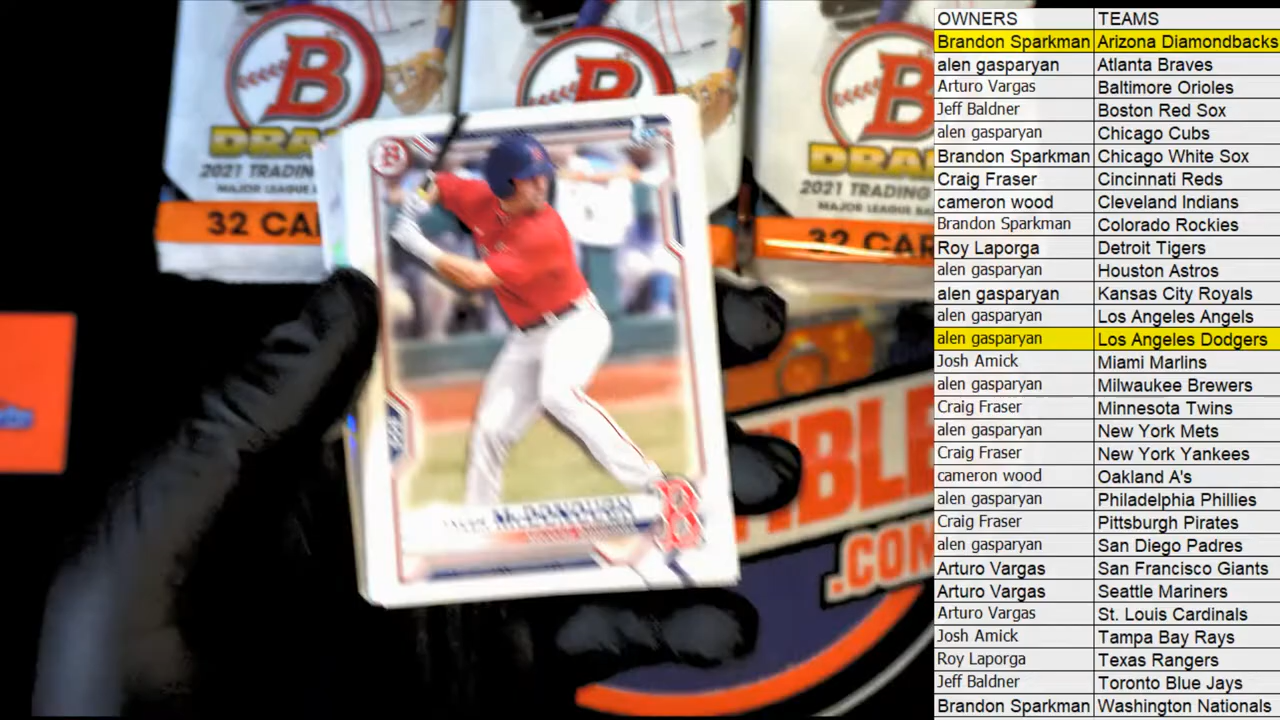 B
DRA
2021 TRADIN
MAJOR LEAGUE
32 CA
B
B
DRA
2021 TRADING
MAJOR LEAGUE BA
32 CAR
B
McDONOUGH
B
BLE
.CON
OWNERS TEAMS
Brandon Sparkman Arizona Diamondbacks
alen gasparyan Atlanta Braves
Arturo Vargas Baltimore Orioles
Jeff Baldner Boston Red Sox
alen gasparyan Chicago Cubs
Brandon Sparkman Chicago White Sox
Craig Fraser Cincinnati Reds
cameron wood Cleveland Indians
Brandon Sparkman Colorado Rockies
Roy Laporga Detroit Tigers
alen gasparyan Houston Astros
alen gasparyan Kansas City Royals
alen gasparyan Los Angeles Angels
alen gasparyan Los Angeles Dodgers
Josh Amick Miami Marlins
alen gasparyan Milwaukee Brewers
Craig Fraser Minnesota Twins
alen gasparyan New York Mets
Craig Fraser New York Yankees
cameron wood Oakland A's
alen gasparyan Philadelphia Phillies
Craig Fraser Pittsburgh Pirates
alen gasparyan San Diego Padres
Arturo Vargas San Francisco Giants
Arturo Vargas Seattle Mariners
Arturo Vargas St. Louis Cardinals
Josh Amick Tampa Bay Rays
Roy Laporga Texas Rangers
Jeff Baldner Toronto Blue Jays
Brandon Sparkman Washington Nationals